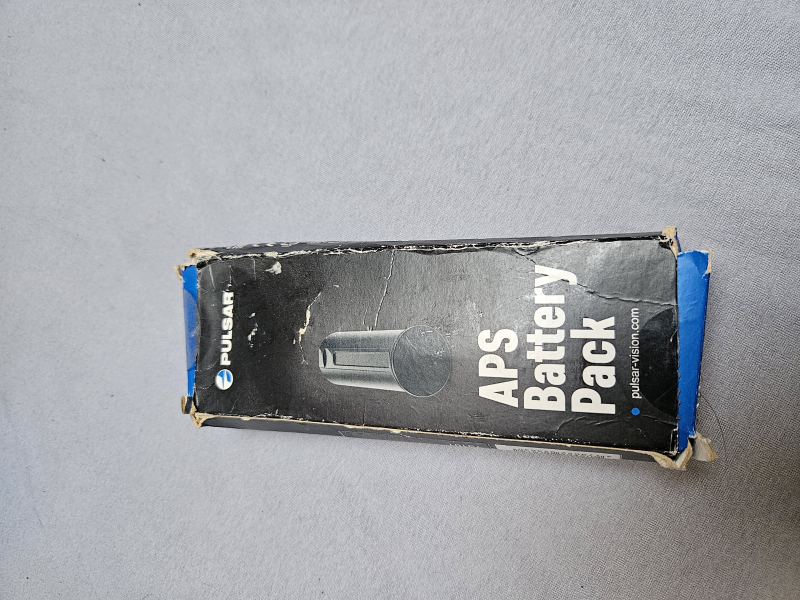 PULSAR
APS
Battery
Pack
pulsar-vision.com